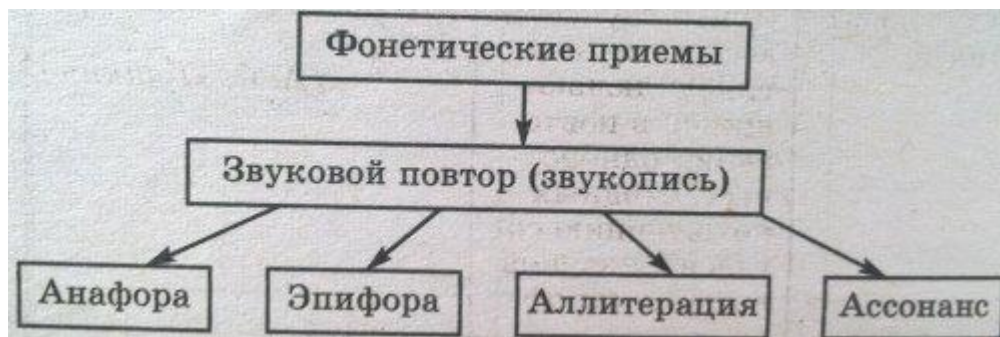 Фонетические приемы
Звуковой повтор (звукопись)
Анафора
Эпифора
Аллитерация
Ассонанс